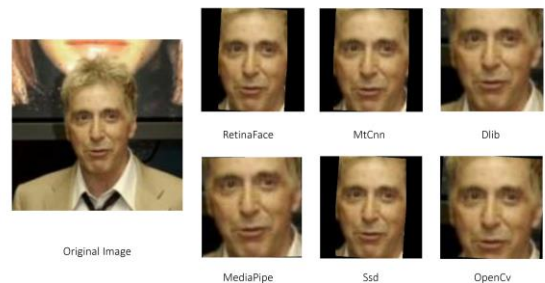 RetinaFace
MtCnn
Dlib
Original Image
MediaPipe
Ssd
OpenCv